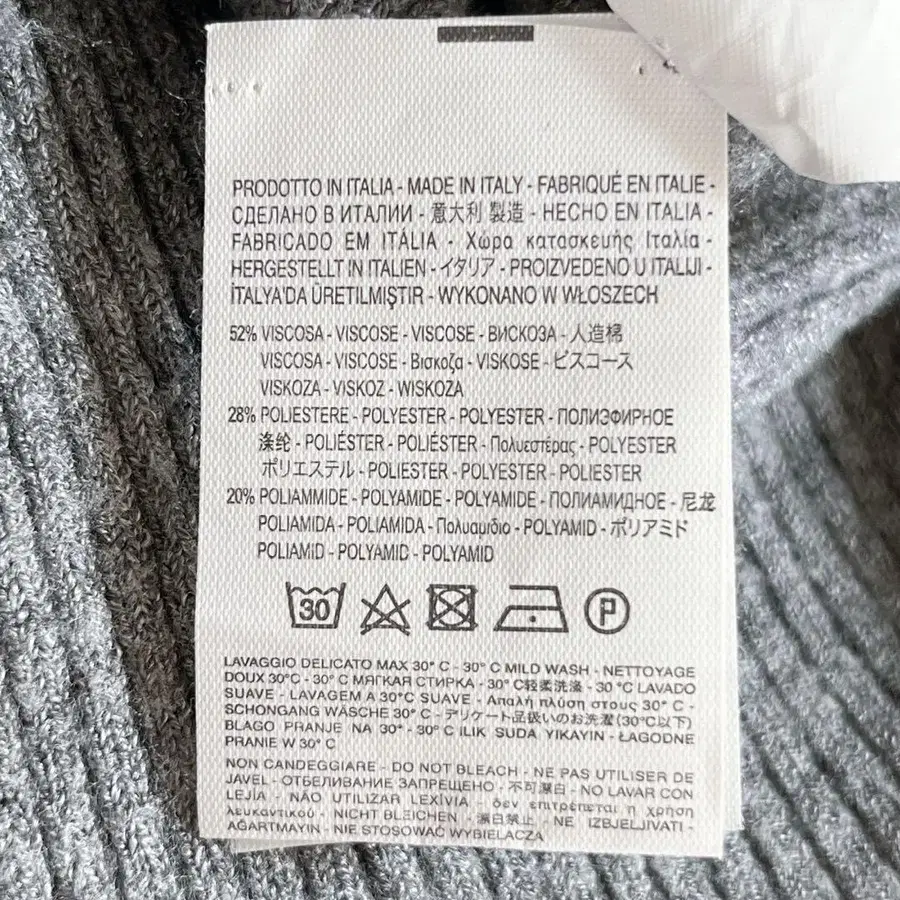 PRODOTTO IN ITALIA - MADE IN ITALY - FABRIQUÉ EN ITALIE -
СДЕЛАНО В ИТАЛИИ - 意大利 製造 - HECHO EN ITALIA -
FABRICADO EM ITÁLIA - Χώρα κατασκευής Ιταλία -
HERGESTELLT IN ITALIEN - イタリア - PROIZVEDENO U ITALIJI -
İTALYA'DA ÜRETILMIŞTIR - WYKONANO W WŁOSZECH
52% VISCOSA - VISCOSE - VISCOSE - ВИСКОЗА - 人造棉
VISCOSA - VISCOSE - Βισκοζα - VISKOSE - ビスコース
VISKOZA - VISKOZ - WISKOZA
28% POLIESTERE - POLYESTER - POLYESTER - ПОЛИЭФИРНОЕ
涤纶 - POLIÉSTER - POLIÉSTER - Πολυεστέρας - POLYESTER
ポリエステル - POLIESTER - POLYESTER - POLIESTER
20% POLIAMMIDE - POLYAMIDE - POLYAMIDE - ПОЛИАМИДНОЕ - 尼龙
POLIAMIDA - POLIAMIDA - Πολυαμιδιο - POLYAMID - ポリアミド
POLIAMID - POLYAMID - POLYAMID
30 P
LAVAGGIO DELICATO MAX 30° C - 30° C MILD WASH - NETTOYAGE
DOUX 30°C - 30° C МЯГКАЯ СТИРКА - 30° C轻柔洗涤 - 30 °C LAVADO
SUAVE - LAVAGEM A 30°C SUAVE - Απαλή πλύση στους 30° C -
SCHONGANG WÄSCHE 30° C - デリケート品扱いのお洗濯(30°C以下)
BLAGO PRANJE NA 30° - 30° C ILIK SUDA YIKAYIN - ŁAGODNE
PRANIE W 30° C
NON CANDEGGIARE - DO NOT BLEACH - NE PAS UTILISER DE
JAVEL - ОТБЕЛИВАНИЕ ЗАПРЕЩЕНО - 不可漂白 - NO LAVAR CON
LEJÍA - NÃO UTILIZAR LEXÍVIA - δεν επιτρέπεται η χρήση
λευκαντικού - NICHT BLEICHEN - 漂白禁止 - NE IZBJELJIVATI -
AĞARTMAYIN - NIE STOSOWAĆ WYBIELACZA